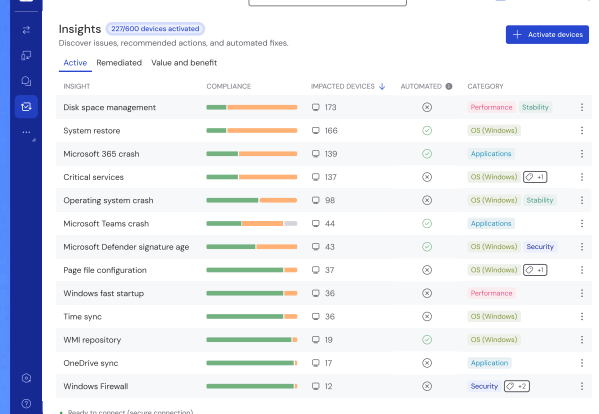 Insights 227/600 devices activated
Activate devices
Discover issues, recommended actions, and automated fixes.
Active Remediated Value and benefit
INSIGHT COMPLIANCE IMPACTED DEVICES AUTOMATED CATEGORY
Disk space management 173 Performance Stability
System restore 166 OS (Windows)
Microsoft 365 crash 139 Applications
Critical services 137 OS (Windows) +1
Operating system crash 98 OS (Windows) Stability
Microsoft Teams crash 44 Applications
Microsoft Defender signature age 43 OS (Windows) Security
Page file configuration 37 OS (Windows) +1
Windows fast startup 36 Performance
Time sync 36 OS (Windows)
WMI repository 19 OS (Windows)
OneDrive sync 17 Application
Windows Firewall 12 Security +2
Ready to connect (secure connection)